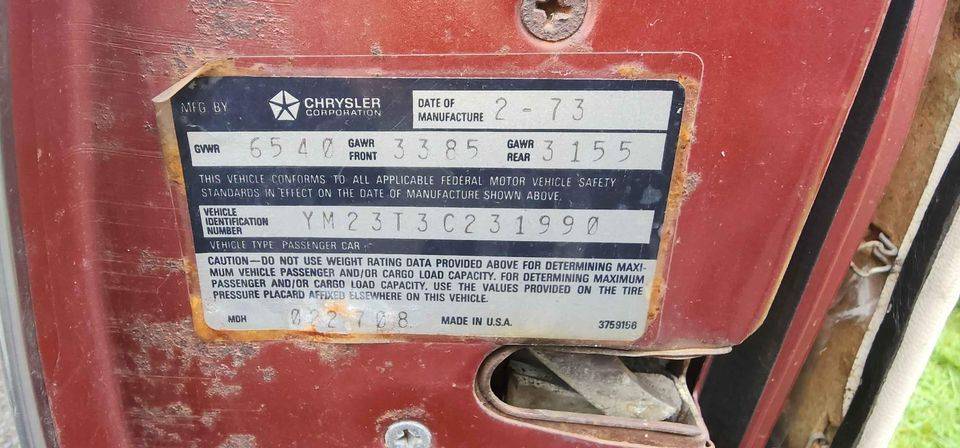 MFG. BY CHRYSLER CORPORATION DATE OF MANUFACTURE 2-73
GVWR 6540 GAWR FRONT 3385 GAWR REAR 3155
THIS VEHICLE CONFORMS TO ALL APPLICABLE FEDERAL MOTOR VEHICLE SAFETY
STANDARDS IN EFFECT ON THE DATE OF MANUFACTURE SHOWN ABOVE.
VEHICLE IDENTIFICATION NUMBER YM23T3C231990
VEHICLE TYPE PASSENGER CAR
CAUTION—DO NOT USE WEIGHT RATING DATA PROVIDED ABOVE FOR DETERMINING MAXI-
MUM VEHICLE PASSENGER AND/OR CARGO LOAD CAPACITY. FOR DETERMINING MAXIMUM
PASSENGER AND/OR CARGO LOAD CAPACITY, USE THE VALUES PROVIDED ON THE TIRE
PRESSURE PLACARD AFFIXED ELSEWHERE ON THIS VEHICLE.
MDH 022708 MADE IN U.S.A. 3759156